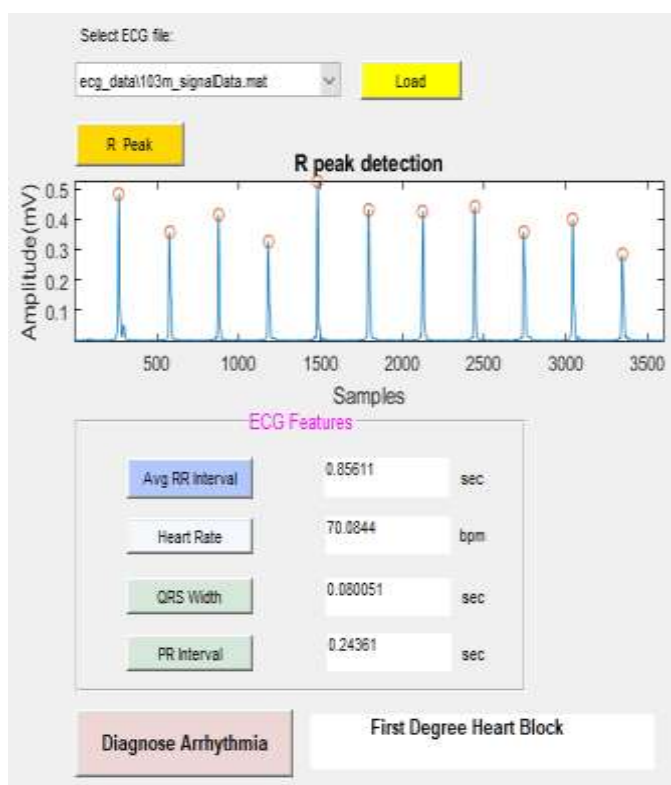 Select ECG file:
ecg_data\103m_signalData.mat
Load
R Peak
R peak detection
Amplitude(mV)
0.5
0.4
0.3
0.2
0.1
500 1000 1500 2000 2500 3000 3500
Samples
ECG Features
Avg RR Interval 0.85611 sec
Heart Rate 70.0844 bpm
QRS Width 0.080051 sec
PR Interval 0.24361 sec
Diagnose Arrhythmia First Degree Heart Block